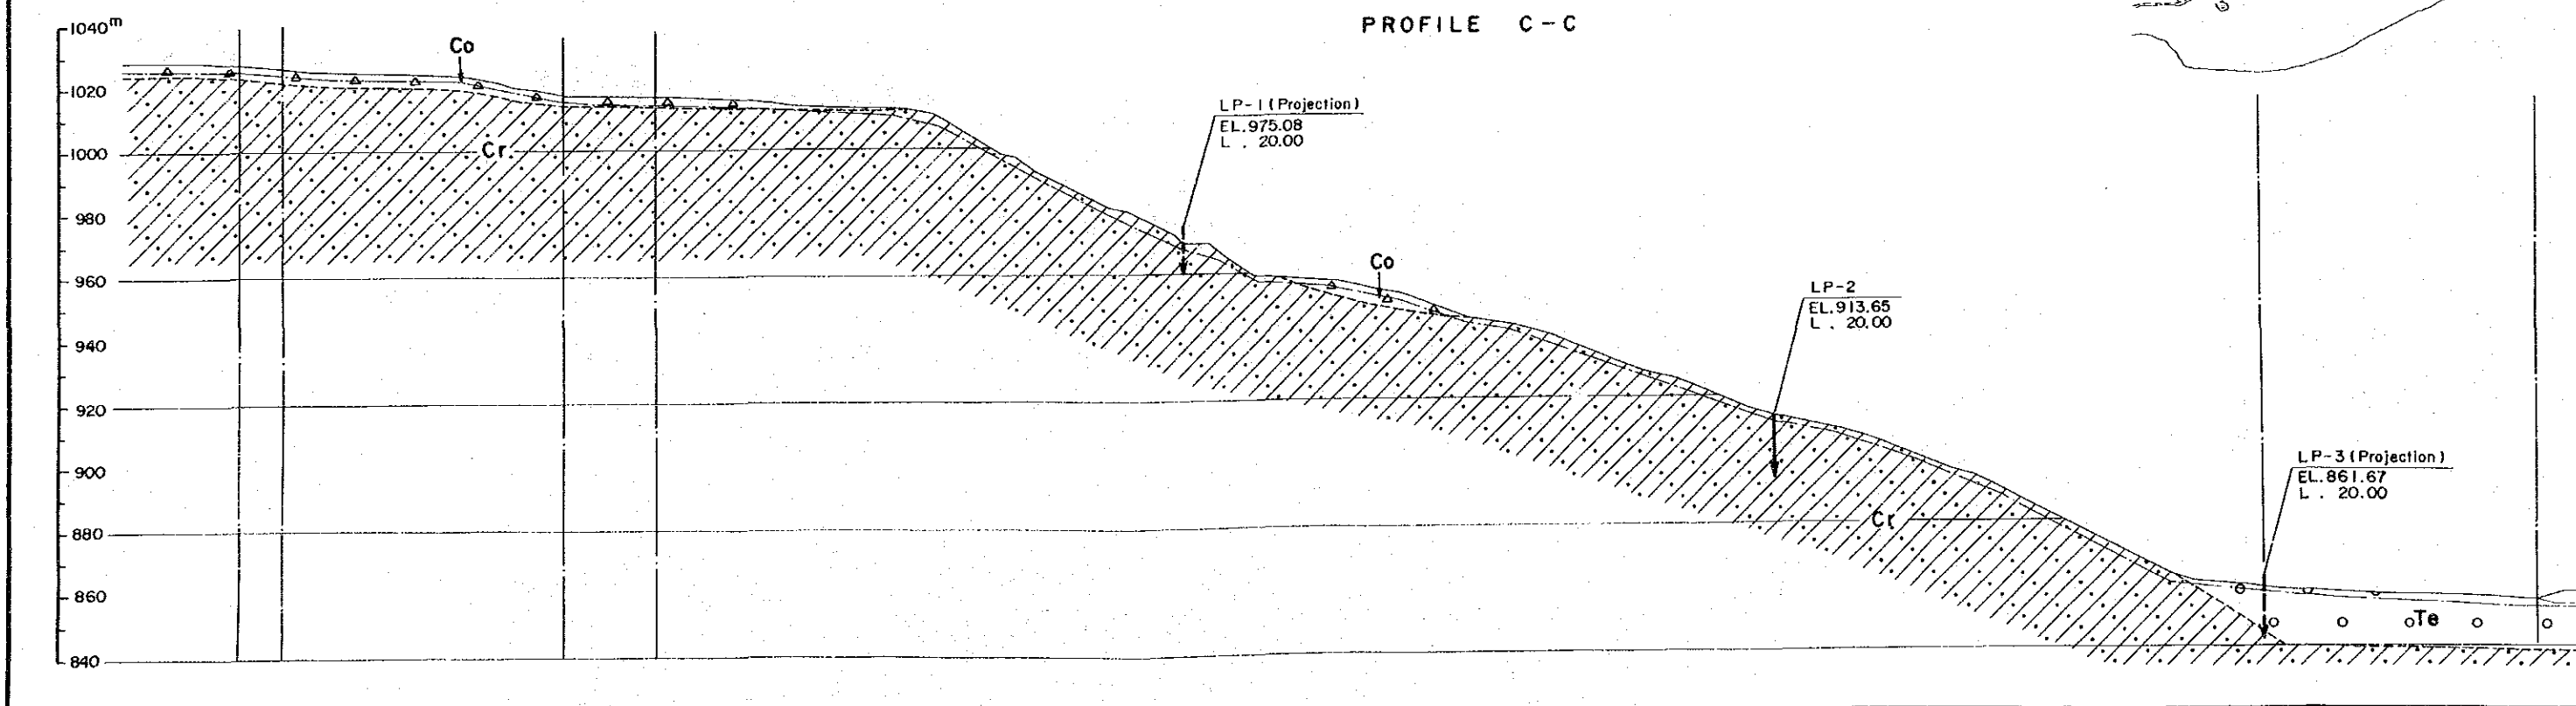 PROFILE C-C
1040m
1020
1000
980
960
940
920
900
880
860
840
Co
Cr.
LP-1 (Projection)
EL.975.08
L . 20.00
Co
LP-2
EL.913.65
L . 20.00
Cr
LP-3 (Projection)
EL.861.67
L . 20.00
Te